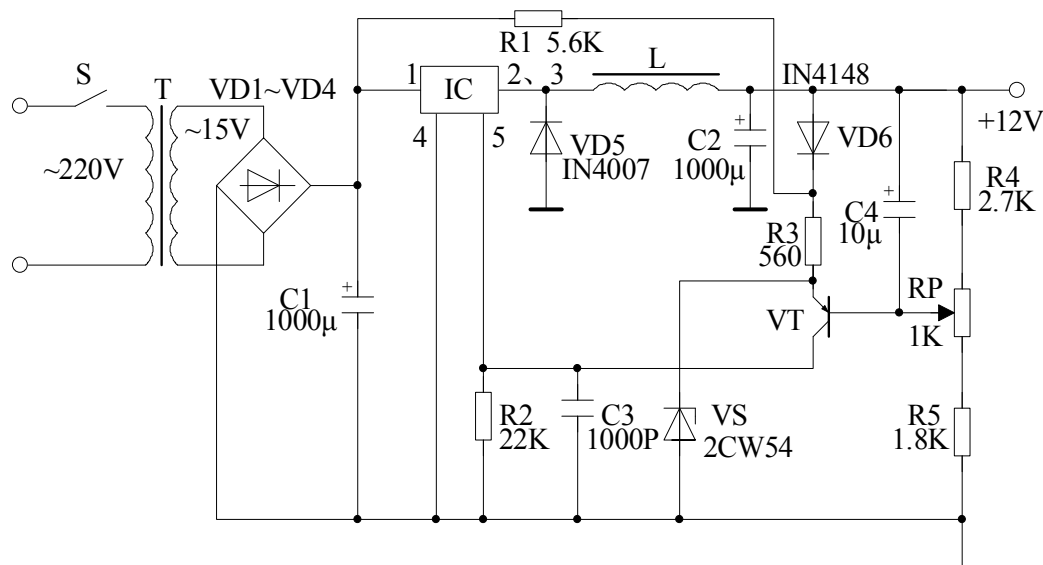 R1 5.6K
S
T
VD1~VD4
1
IC
2、3
L
IN4148
~15V
4
5
+
+12V
~220V
VD5
IN4007
C2
1000μ
VD6
+
C4
10μ
R4
2.7K
R3
560
+
C1
1000μ
VT
RP
1K
R2
22K
C3
1000P
VS
2CW54
R5
1.8K